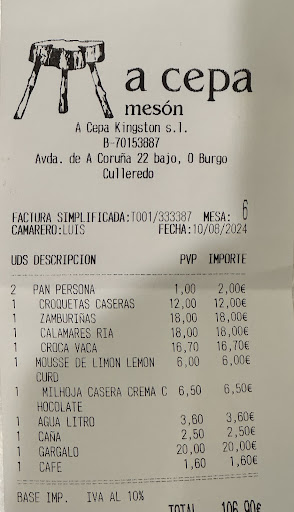 a cepa
mesón
A Cepa Kingston s.l.
B-70153887
Avda. de A Coruña 22 bajo, O Burgo
Culleredo
FACTURA SIMPLIFICADA:T001/333387 MESA: 6
CAMARERO:LUIS FECHA:10/08/2024
UDS DESCRIPCION PVP IMPORTE
2 PAN PERSONA 1,00 2,00€
1 CROQUETAS CASERAS 12,00 12,00€
1 ZAMBURIÑAS 18,00 18,00€
1 CALAMARES RIA 18,00 18,00€
1 CROCA VACA 16,70 16,70€
1 MOUSSE DE LIMON LEMON 6,00 6,00€
CURD
1 MILHOJA CASERA CREMA C 6,50 6,50€
HOCOLATE
1 AGUA LITRO 3,60 3,60€
1 CAÑA 2,50 2,50€
1 GARGALO 20,00 20,00€
1 CAFE 1,60 1,60€
BASE IMP. IVA AL 10%
TOTAL 106,90€